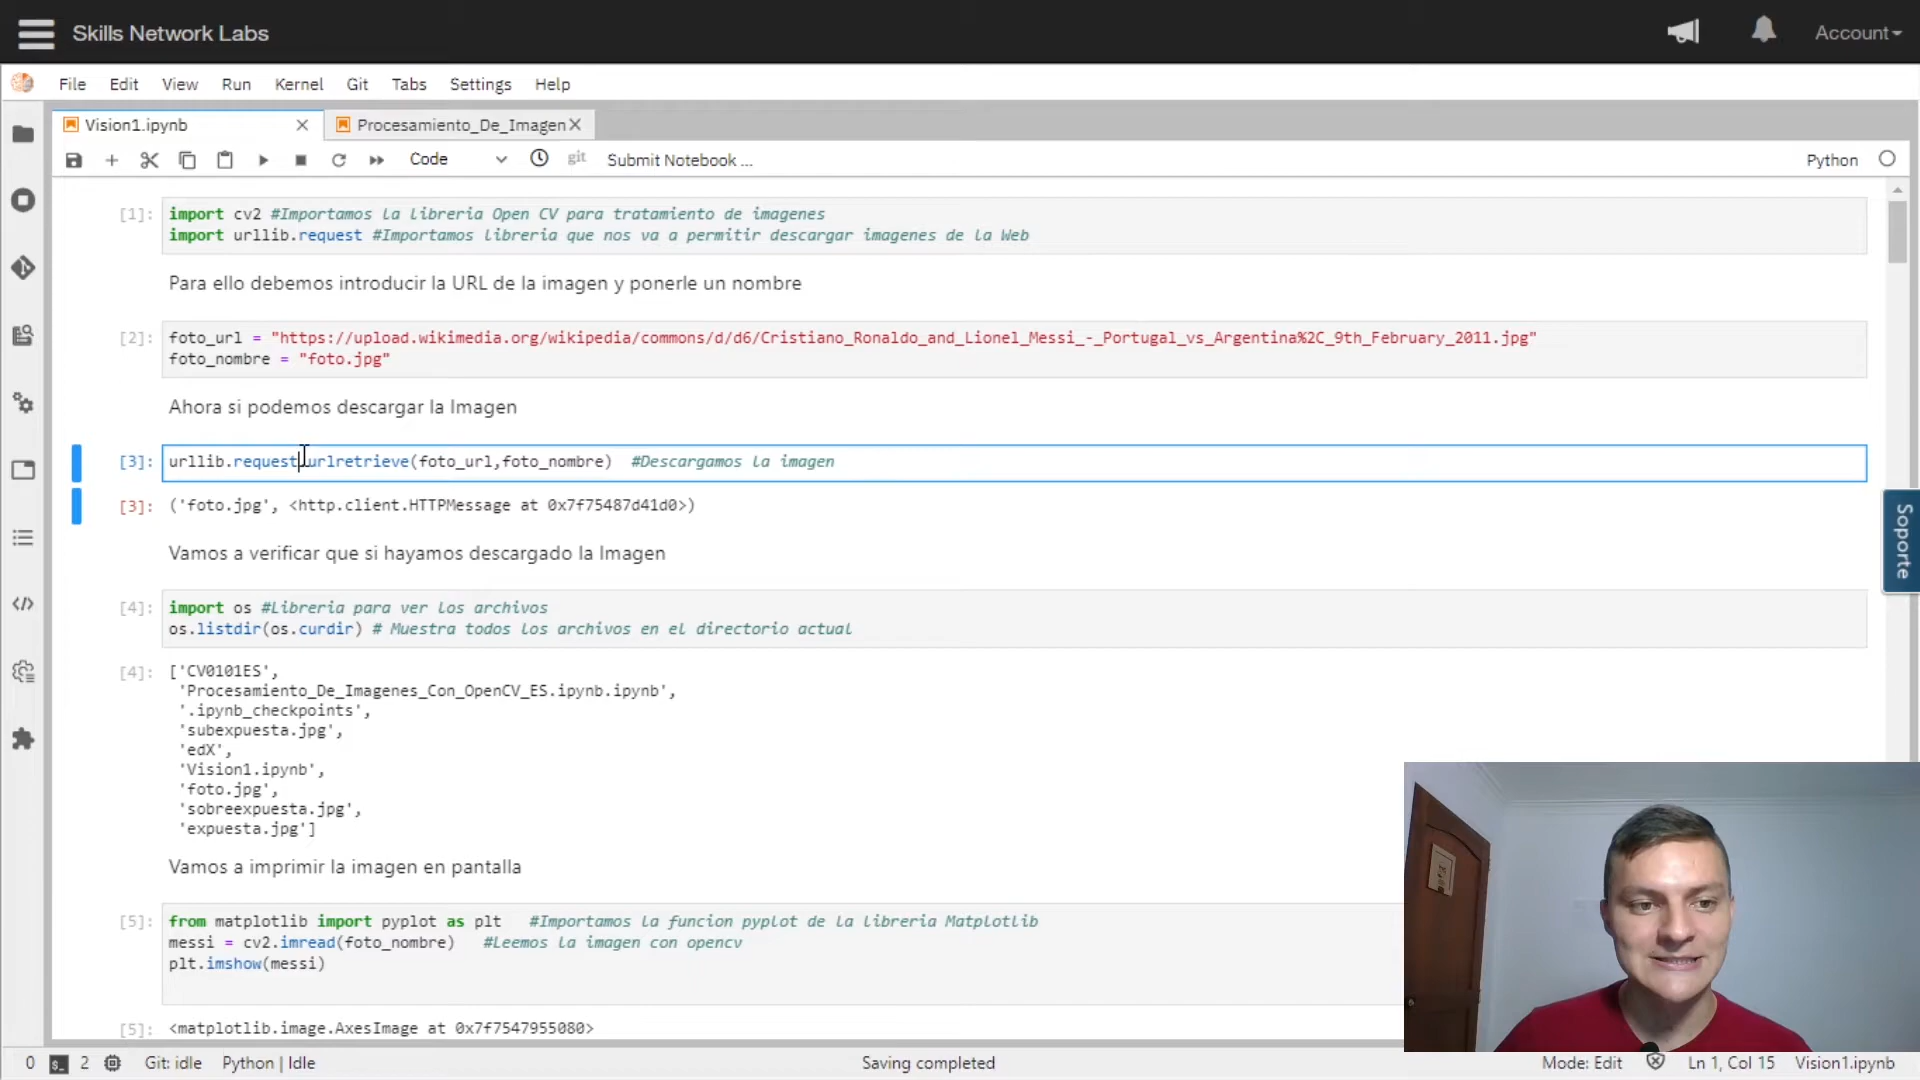 Skills Network Labs
Account
File Edit View Run Kernel Git Tabs Settings Help
Vision1.ipynb
Procesamiento_De_Imagen
Code
git
Submit Notebook ...
Python
[1]: import cv2 #Importamos la libreria Open CV para tratamiento de imagenes
import urllib.request #Importamos libreria que nos va a permitir descargar imagenes de la Web
Para ello debemos introducir la URL de la imagen y ponerle un nombre
[2]: foto_url = "https://upload.wikimedia.org/wikipedia/commons/d/d6/Cristiano_Ronaldo_and_Lionel_Messi_-_Portugal_vs_Argentina%2C_9th_February_2011.jpg"
foto_nombre = "foto.jpg"
Ahora si podemos descargar la Imagen
[3]: urllib.request.urlretrieve(foto_url,foto_nombre) #Descargamos la imagen
[3]: ('foto.jpg', <http.client.HTTPMessage at 0x7f75487d41d0>)
Vamos a verificar que si hayamos descargado la Imagen
[4]: import os #Libreria para ver los archivos
os.listdir(os.curdir) # Muestra todos los archivos en el directorio actual
[4]: ['CV0101ES',
'Procesamiento_De_Imagenes_Con_OpenCV_ES.ipynb.ipynb',
'.ipynb_checkpoints',
'subexpuesta.jpg',
'edX',
'Vision1.ipynb',
'foto.jpg',
'sobreexpuesta.jpg',
'expuesta.jpg']
Vamos a imprimir la imagen en pantalla
[5]: from matplotlib import pyplot as plt #Importamos la funcion pyplot de la libreria Matplotlib
messi = cv2.imread(foto_nombre) #Leemos la imagen con opencv
plt.imshow(messi)
[5]: <matplotlib.image.AxesImage at 0x7f7547955080>
Soporte
0 2 Git: idle Python | Idle Saving completed Mode: Edit Ln 1, Col 15 Vision1.ipynb